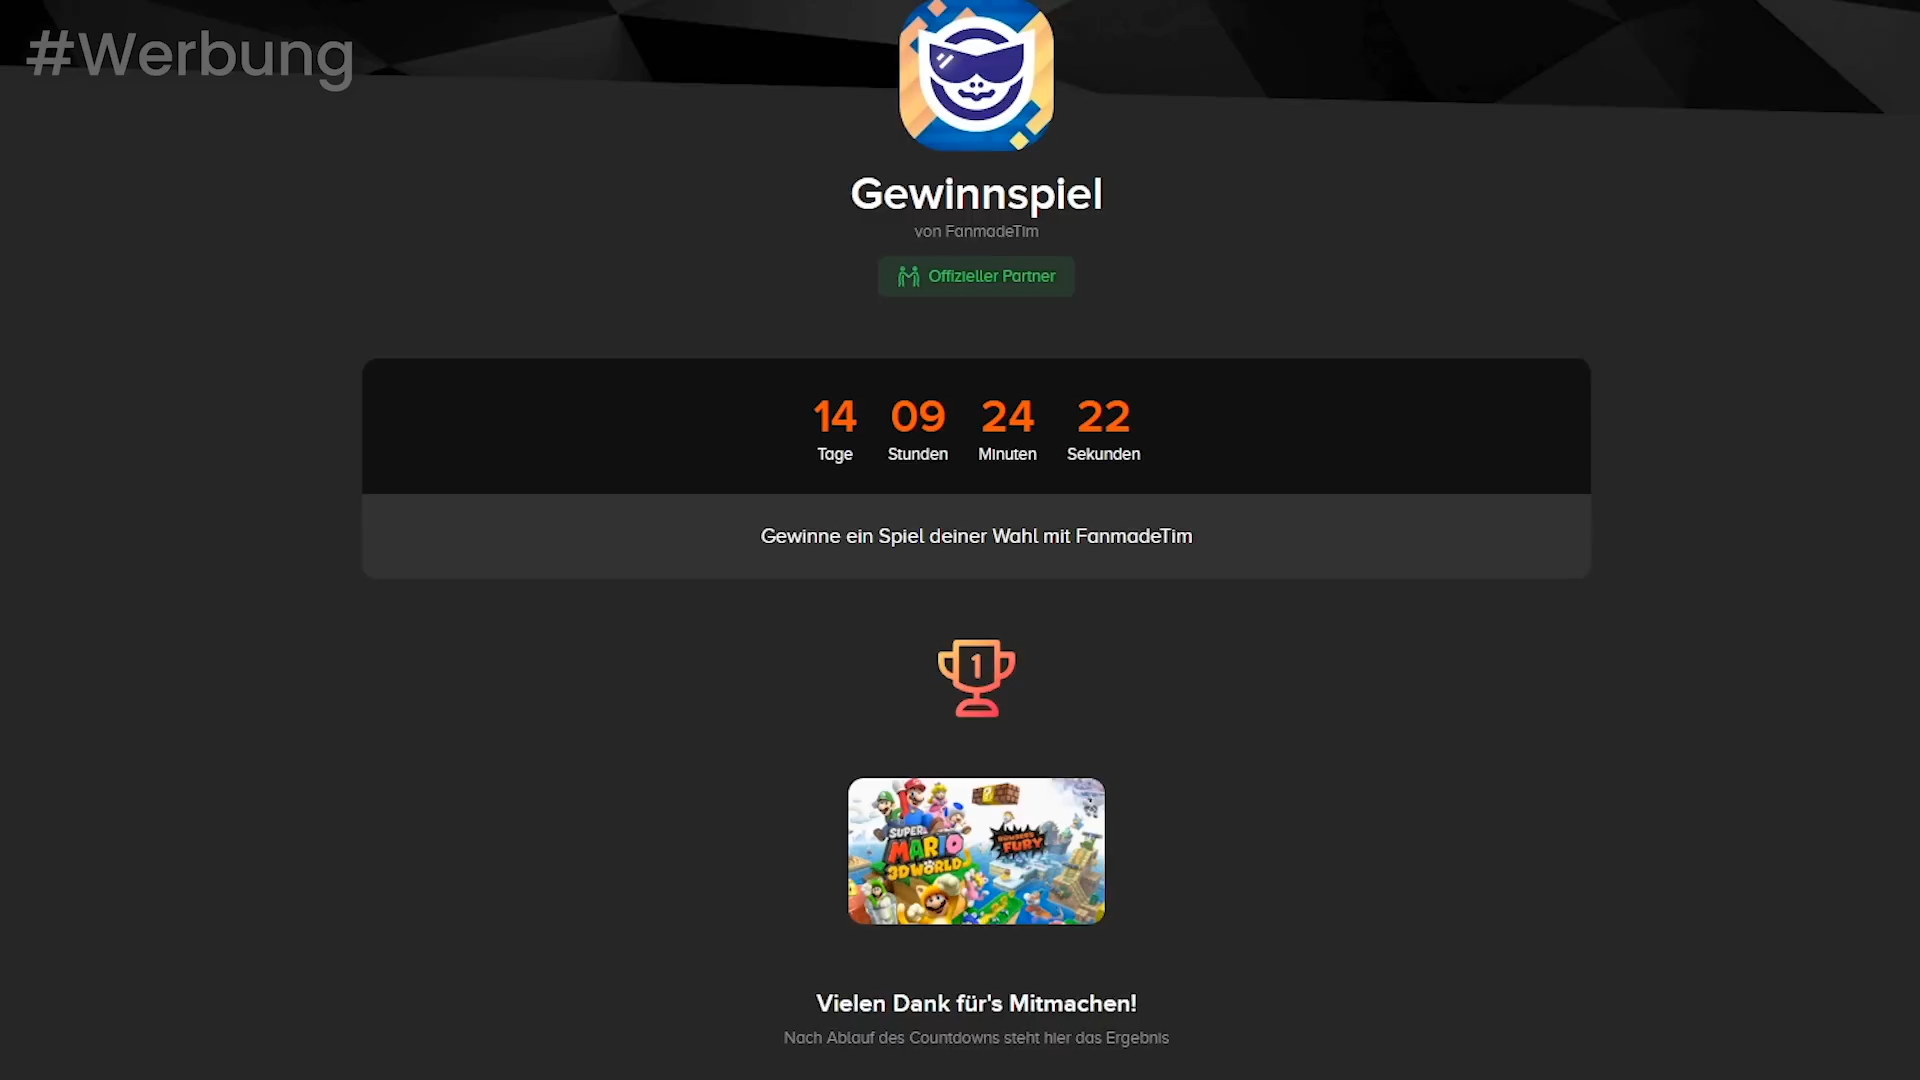 #Werbung
Gewinnspiel
von FanmadeTim
Offizieller Partner
14 09 24 22
Tage Stunden Minuten Sekunden
Gewinne ein Spiel deiner Wahl mit FanmadeTim
1
SUPER
MARIO
3D WORLD
BOWSER'S
FURY
Vielen Dank für's Mitmachen!
Nach Ablauf des Countdowns steht hier das Ergebnis